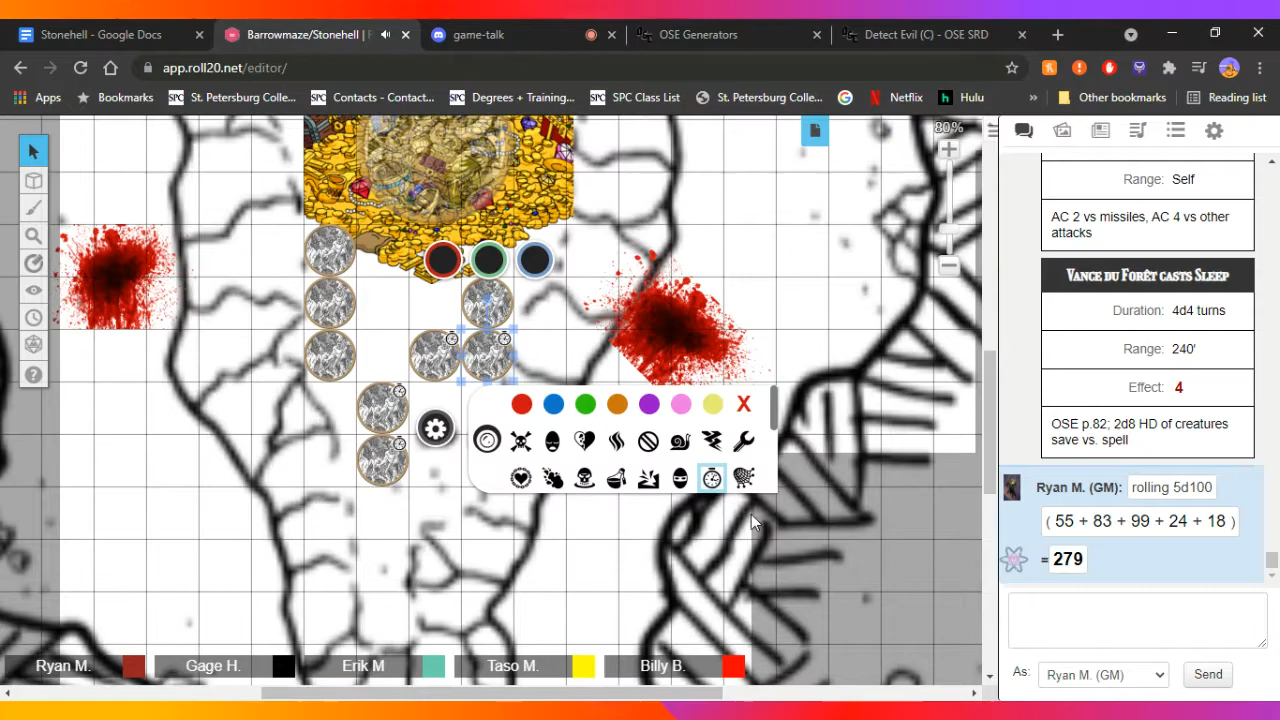 Stonehell - Google Docs
Barrowmaze/Stonehell | F
game-talk
OSE Generators
Detect Evil (C) - OSE SRD
app.roll20.net/editor/
Apps
Bookmarks
St. Petersburg Colle...
Contacts - Contact...
Degrees + Training...
SPC Class List
St. Petersburg Colle...
Netflix
Hulu
Other bookmarks
Reading list
80%
Range: Self
AC 2 vs missiles, AC 4 vs other
attacks
Vance du Forêt casts Sleep
Duration: 4d4 turns
Range: 240'
Effect: 4
OSE p.82; 2d8 HD of creatures
save vs. spell
Ryan M. (GM): rolling 5d100
( 55 + 83 + 99 + 24 + 18 )
= 279
X
Ryan M.
Gage H.
Erik M
Taso M.
Billy B.
As: Ryan M. (GM)
Send